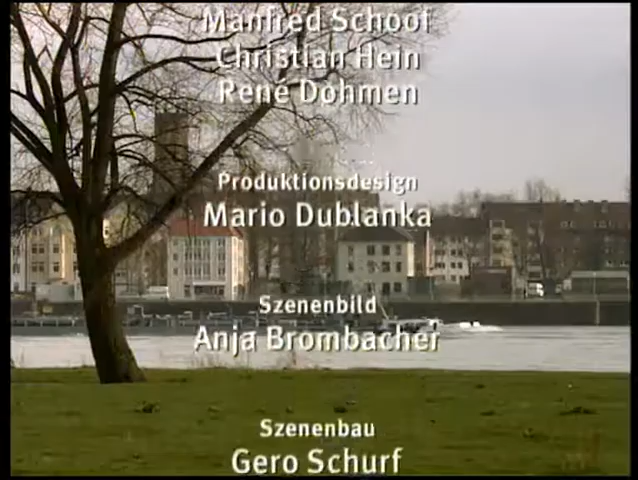 Manfred Schoof
Christian Hein
René Dohmen
Produktionsdesign
Mario Dublanka
Szenenbild
Anja Brombacher
Szenenbau
Gero Schurf